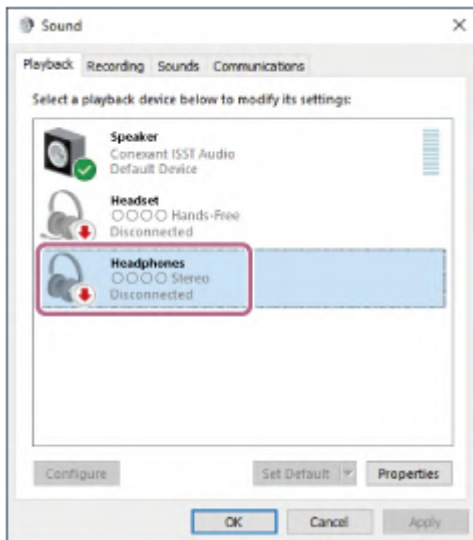 Sound
Playback Recording Sounds Communications
Select a playback device below to modify its settings:
Speaker
Conexant ISST Audio
Default Device
Headset
○○○○ Hands-Free
Disconnected
Headphones
○○○○ Stereo
Disconnected
Configure Set Default Properties
OK Cancel Apply